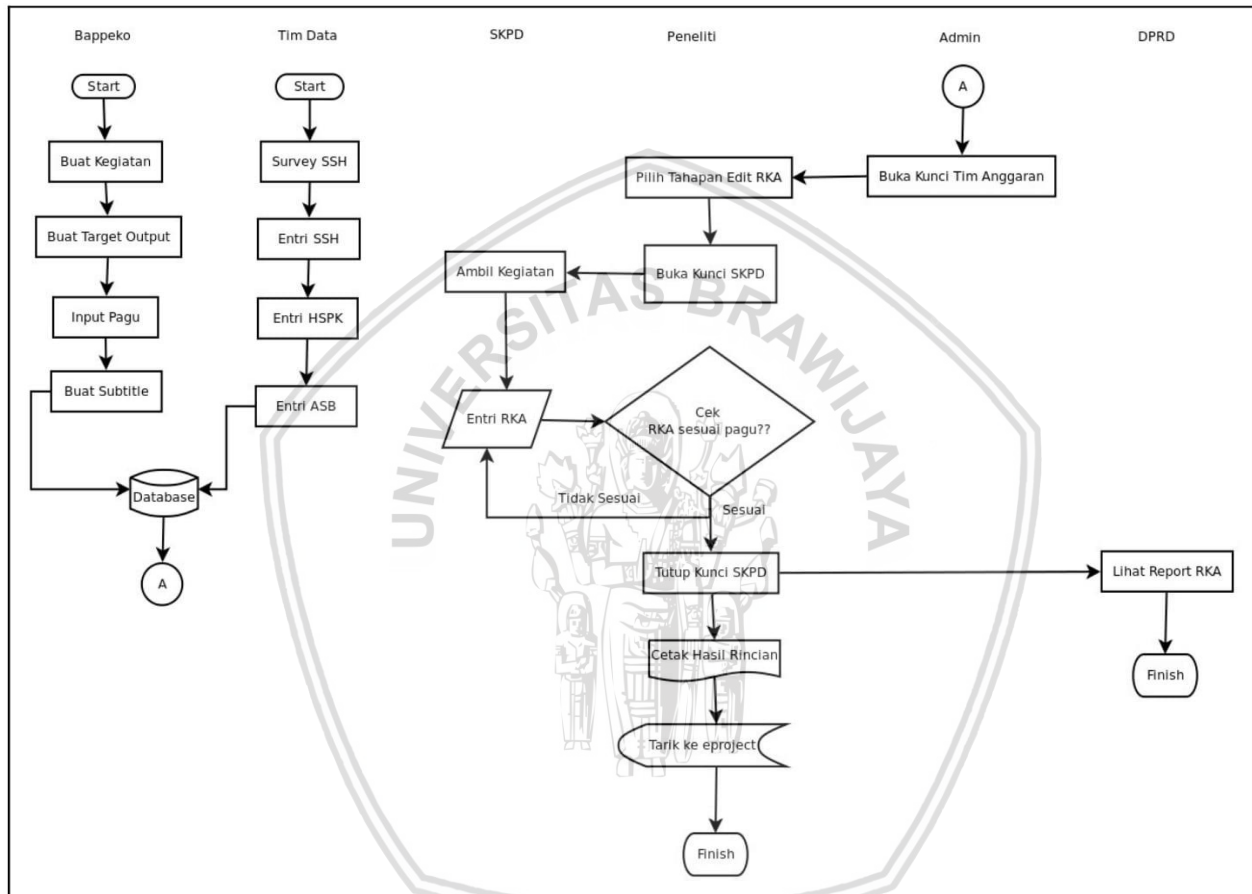 Bappeko
Tim Data
SKPD
Peneliti
Admin
DPRD
Start
Buat Kegiatan
Buat Target Output
Input Pagu
Buat Subtitle
Start
Survey SSH
Entri SSH
Entri HSPK
Entri ASB
Database
A
A
Buka Kunci Tim Anggaran
Pilih Tahapan Edit RKA
Buka Kunci SKPD
Ambil Kegiatan
Entri RKA
Cek
RKA sesuai pagu??
Tidak Sesuai
Sesuai
Tutup Kunci SKPD
Lihat Report RKA
Finish
Cetak Hasil Rincian
Tarik ke eproject
Finish
UNIVERSITAS BRAWIJAYA